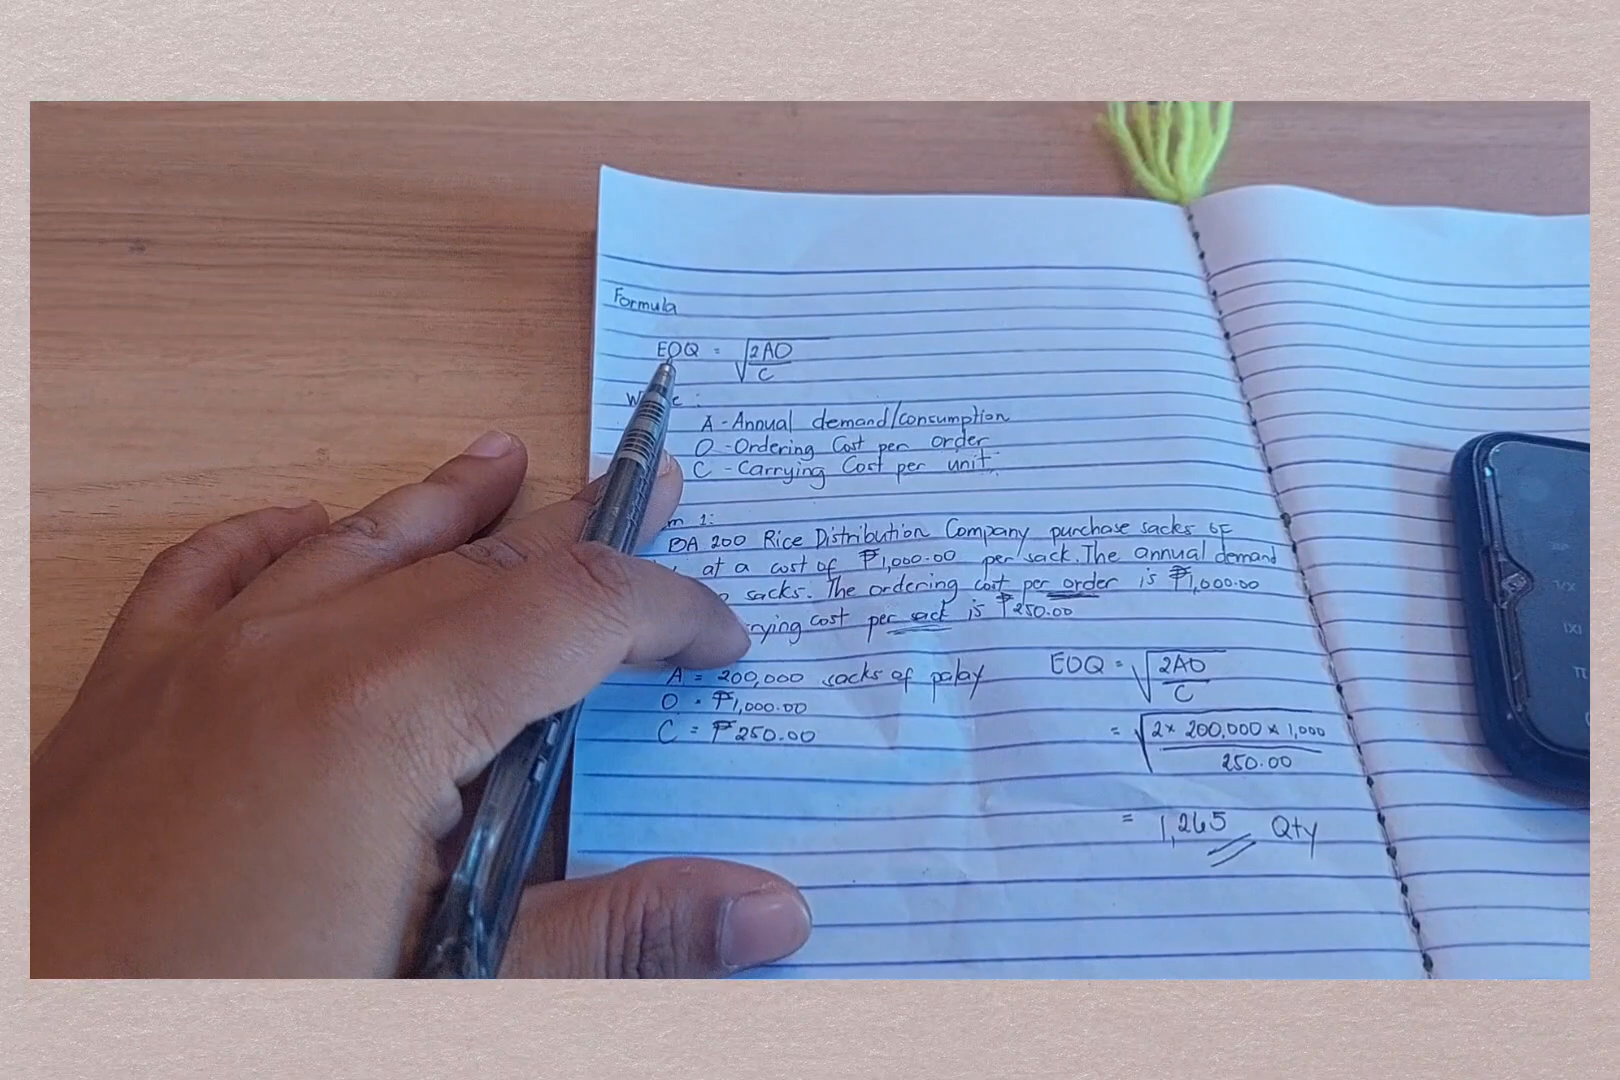 Formula
EOQ = √2AO
C
A - Annual demand/consumption
O - Ordering Cost per order
C - Carrying Cost per unit.
1:
BA 200 Rice Distribution Company purchase sacks of
at a cost of ₱1,000.00 per sack. The annual demand
sacks. The ordering cost per order is ₱1,000.00
cost per sack is ₱250.00
A = 200,000 sacks of palay
O = ₱1,000.00
C = ₱250.00
EOQ = √2AO
C
= √2 x 200,000 x 1,000
250.00
= 1,265 Qty